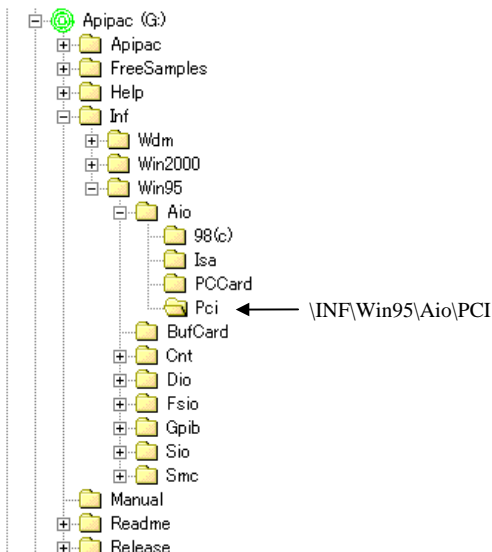 Apipac (G:)
Apipac
FreeSamples
Help
Inf
Wdm
Win2000
Win95
Aio
98(c)
Isa
PCCard
Pci \INF\Win95\Aio\PCI
BufCard
Cnt
Dio
Fsio
Gpib
Sio
Smc
Manual
Readme
Release